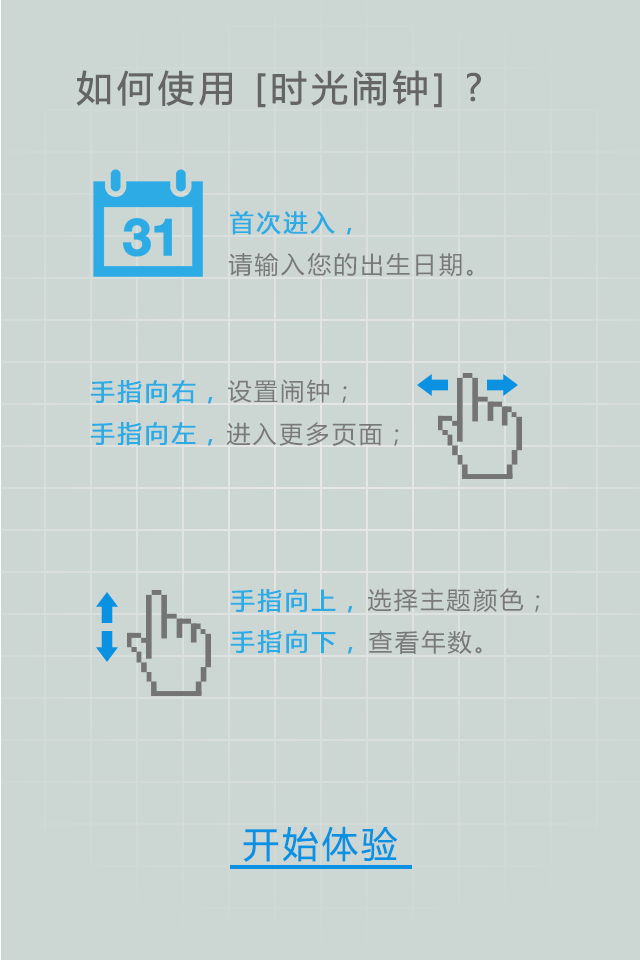 如何使用 [时光闹钟] ?
31
首次进入，
请输入您的出生日期。
手指向右，设置闹钟；
手指向左，进入更多页面；
手指向上，选择主题颜色；
手指向下，查看年数。
开始体验